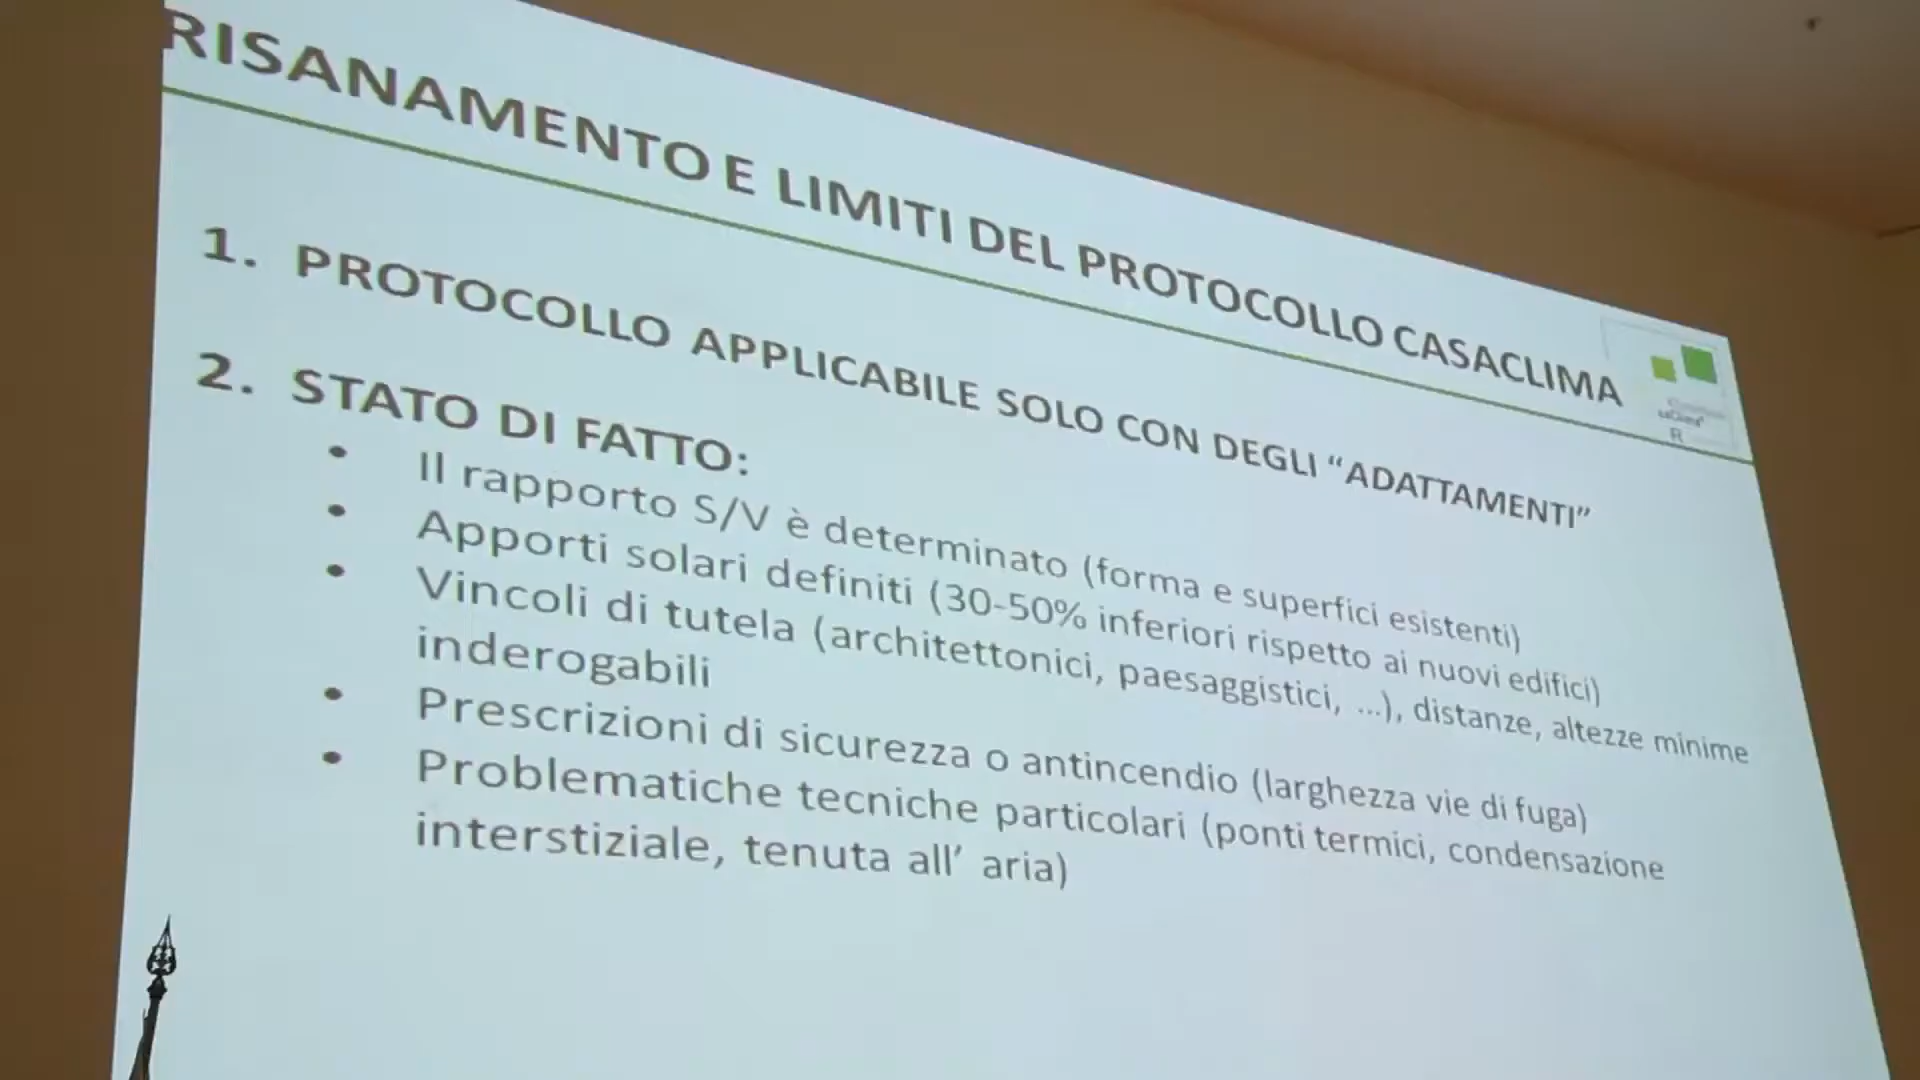 RISANAMENTO E LIMITI DEL PROTOCOLLO CASACLIMA
R
1. PROTOCOLLO APPLICABILE SOLO CON DEGLI “ADATTAMENTI”
2. STATO DI FATTO:
• Il rapporto S/V è determinato (forma e superfici esistenti)
• Apporti solari definiti (30-50% inferiori rispetto ai nuovi edifici)
• Vincoli di tutela (architettonici, paesaggistici, ...), distanze, altezze minime
inderogabili
• Prescrizioni di sicurezza o antincendio (larghezza vie di fuga)
• Problematiche tecniche particolari (ponti termici, condensazione
interstiziale, tenuta all’ aria)